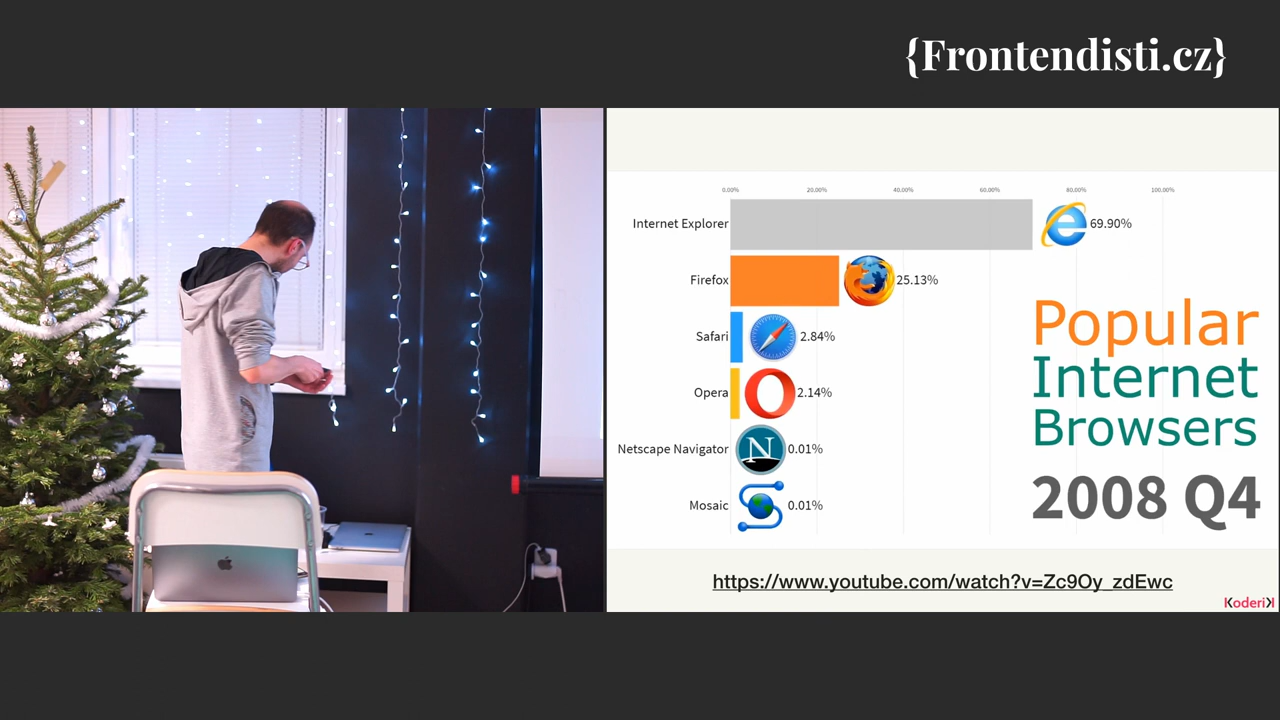 {Frontendisti.cz}
0.00% 20.00% 40.00% 60.00% 80.00% 100.00%
Internet Explorer 69.90%
Firefox 25.13%
Safari 2.84%
Opera 2.14%
Netscape Navigator N 0.01%
Mosaic 0.01%
Popular
Internet
Browsers
2008 Q4
https://www.youtube.com/watch?v=Zc9Oy_zdEwc
KoderiK